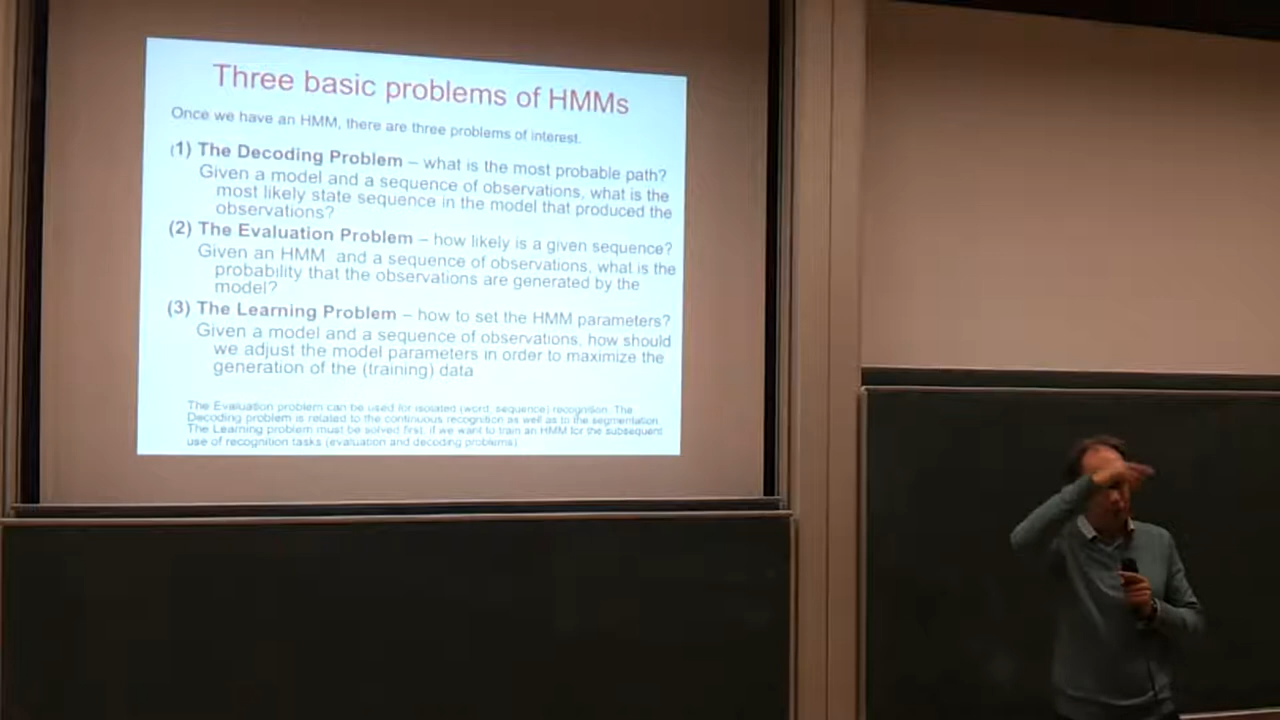 Three basic problems of HMMs
Once we have an HMM, there are three problems of interest.
(1) The Decoding Problem – what is the most probable path?
Given a model and a sequence of observations, what is the
most likely state sequence in the model that produced the
observations?
(2) The Evaluation Problem – how likely is a given sequence?
Given an HMM and a sequence of observations, what is the
probability that the observations are generated by the
model?
(3) The Learning Problem – how to set the HMM parameters?
Given a model and a sequence of observations, how should
we adjust the model parameters in order to maximize the
generation of the (training) data
The Evaluation problem can be used for isolated (word, sequence) recognition. The
Decoding problem is related to the continuous recognition as well as to the segmentation.
The Learning problem must be solved first, if we want to train an HMM for the subsequent
use of recognition tasks (evaluation and decoding problems)